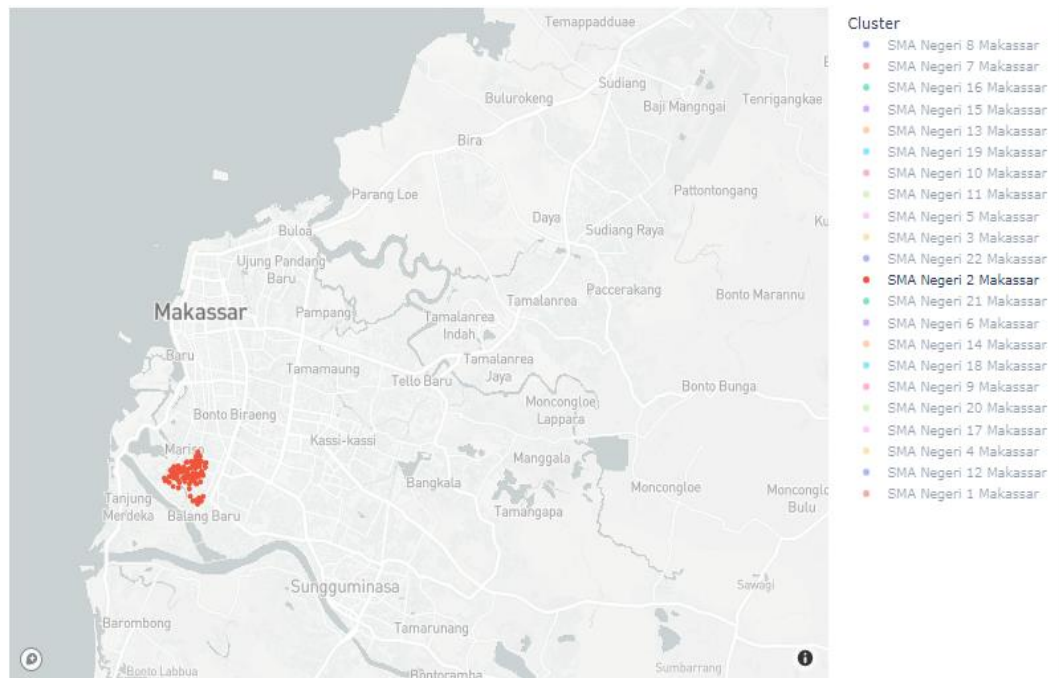 Temappadduae
Sudiang
Bulurokeng
Baji Mangngai
Tenrigangkae
Bira
Parang Loe
Pattontongang
Buloa
Daya
Sudiang Raya
Ujung Pandang
Baru
Tamalanrea
Paccerakang
Bonto Marannu
Makassar
Pampang
Tamalanrea
Indah
Baru
Tamamaung
Tello Baru
Tamalanrea
Jaya
Bonto Bunga
Moncongloe
Lappara
Bonto Biraeng
Kassi-kassi
Mariso
Manggala
Bangkala
Moncongloe
Tanjung
Merdeka
Balang Baru
Tamangapa
Bulu
Sungguminasa
Sawagi
Barombong
Tamarunang
Bonto Labbua
Bontoramba
Sumbarrang
Cluster
SMA Negeri 8 Makassar
SMA Negeri 7 Makassar
SMA Negeri 16 Makassar
SMA Negeri 15 Makassar
SMA Negeri 13 Makassar
SMA Negeri 19 Makassar
SMA Negeri 10 Makassar
SMA Negeri 11 Makassar
SMA Negeri 5 Makassar
SMA Negeri 3 Makassar
SMA Negeri 22 Makassar
SMA Negeri 2 Makassar
SMA Negeri 21 Makassar
SMA Negeri 6 Makassar
SMA Negeri 14 Makassar
SMA Negeri 18 Makassar
SMA Negeri 9 Makassar
SMA Negeri 20 Makassar
SMA Negeri 17 Makassar
SMA Negeri 4 Makassar
SMA Negeri 12 Makassar
SMA Negeri 1 Makassar